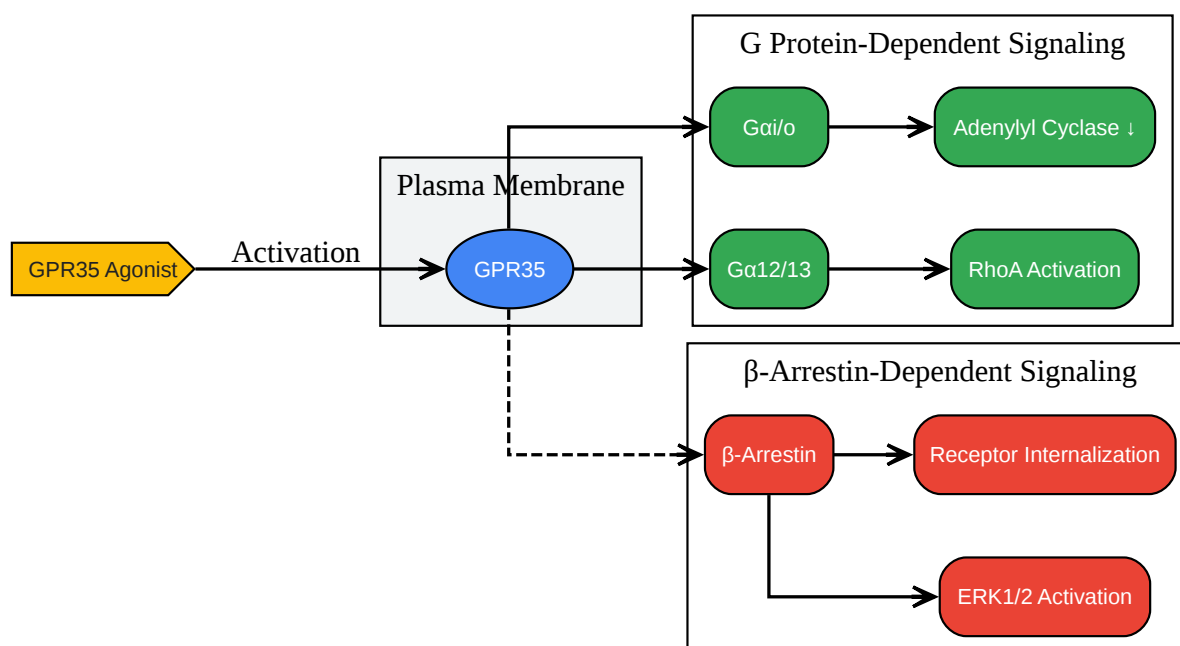 G Protein-Dependent Signaling
Gαi/o
Adenylyl Cyclase ↓
Plasma Membrane
Activation
GPR35 Agonist
GPR35
Gα12/13
RhoA Activation
β-Arrestin-Dependent Signaling
β-Arrestin
Receptor Internalization
ERK1/2 Activation